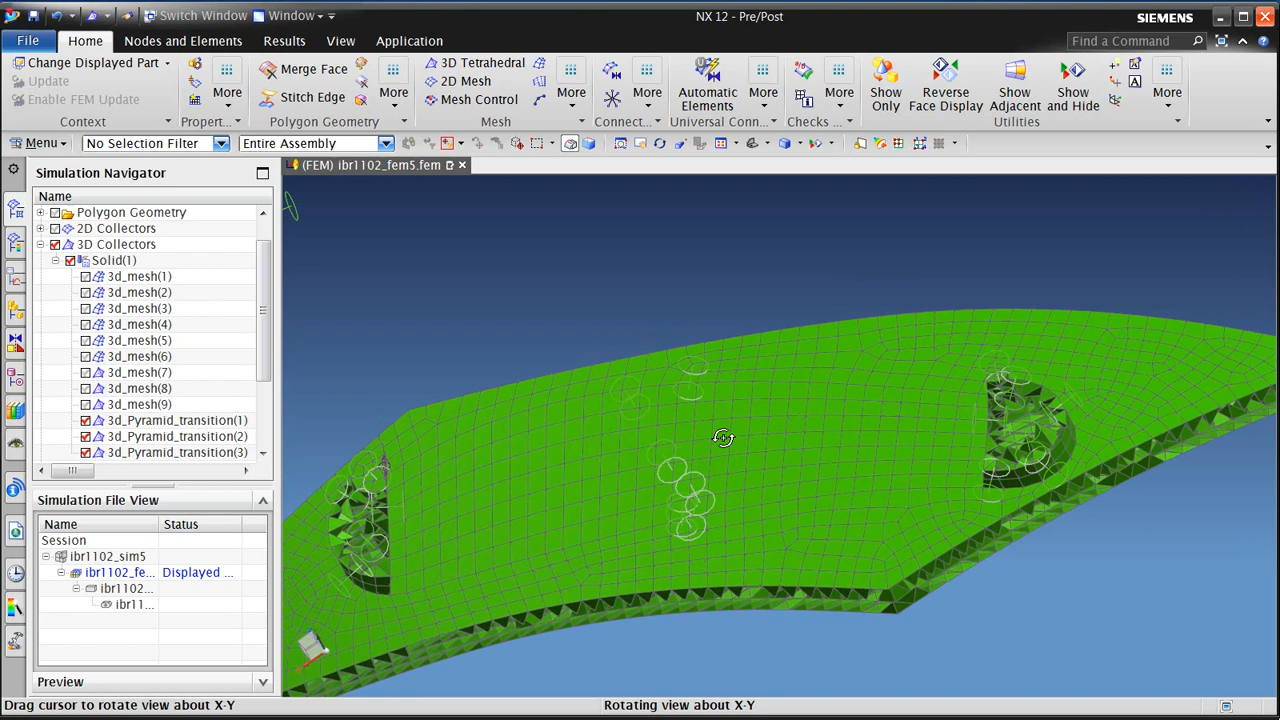 Switch Window Window NX 12 - Pre/Post SIEMENS
File Home Nodes and Elements Results View Application Find a Command
Change Displayed Part
Update
Enable FEM Update
Context
More
Propert...
Merge Face
Stitch Edge
More
Polygon Geometry
3D Tetrahedral
2D Mesh
Mesh Control
More
Mesh
More
Connect...
Automatic
Elements
More
Universal Conn...
More
Checks ...
Show
Only
Reverse
Face Display
Show
Adjacent
Show
and Hide
More
Utilities
Menu No Selection Filter Entire Assembly
Simulation Navigator
(FEM) ibr1102_fem5.fem
Name
Polygon Geometry
2D Collectors
3D Collectors
Solid(1)
3d_mesh(1)
3d_mesh(2)
3d_mesh(3)
3d_mesh(4)
3d_mesh(5)
3d_mesh(6)
3d_mesh(7)
3d_mesh(8)
3d_mesh(9)
3d_Pyramid_transition(1)
3d_Pyramid_transition(2)
3d_Pyramid_transition(3)
Simulation File View
Name Status
Session
ibr1102_sim5
ibr1102_fe... Displayed ...
ibr1102...
ibr11...
Preview
Drag cursor to rotate view about X-Y Rotating view about X-Y